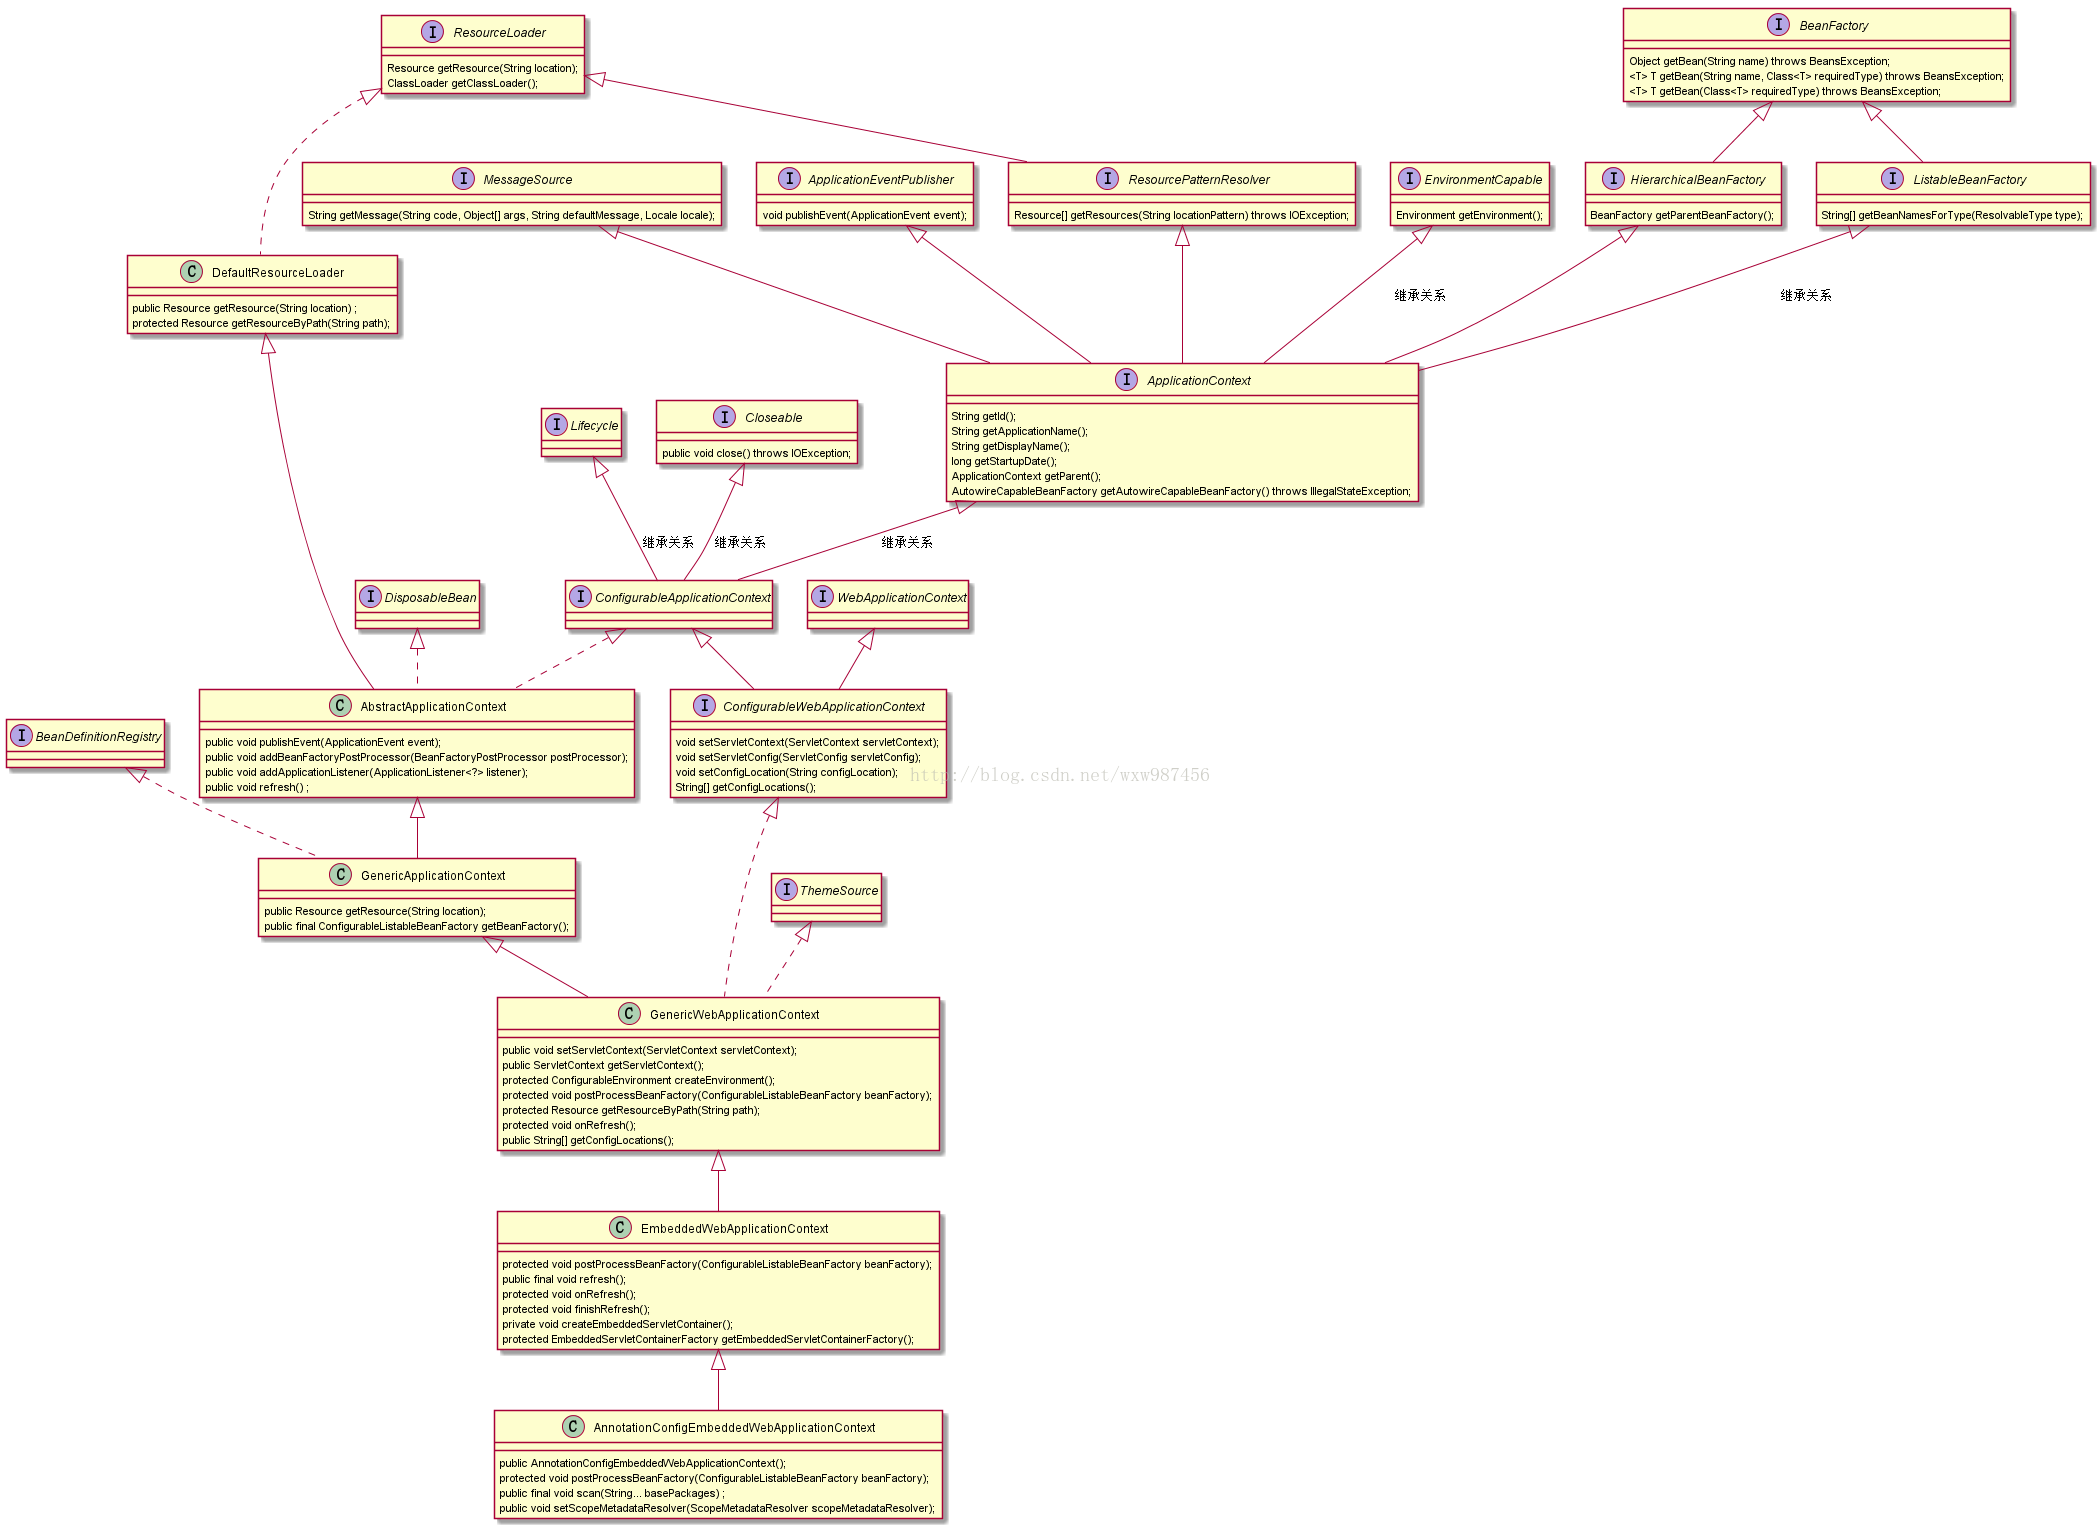 I ResourceLoader
Resource getResource(String location);
ClassLoader getClassLoader();
I BeanFactory
Object getBean(String name) throws BeansException;
<T> T getBean(String name, Class<T> requiredType) throws BeansException;
<T> T getBean(Class<T> requiredType) throws BeansException;
I MessageSource
String getMessage(String code, Object[] args, String defaultMessage, Locale locale);
I ApplicationEventPublisher
void publishEvent(ApplicationEvent event);
I ResourcePatternResolver
Resource[] getResources(String locationPattern) throws IOException;
I EnvironmentCapable
Environment getEnvironment();
I HierarchicalBeanFactory
BeanFactory getParentBeanFactory();
I ListableBeanFactory
String[] getBeanNamesForType(ResolvableType type);
C DefaultResourceLoader
public Resource getResource(String location) ;
protected Resource getResourceByPath(String path);
继承关系
继承关系
I ApplicationContext
String getId();
String getApplicationName();
String getDisplayName();
long getStartupDate();
ApplicationContext getParent();
AutowireCapableBeanFactory getAutowireCapableBeanFactory() throws IllegalStateException;
I Lifecycle
I Closeable
public void close() throws IOException;
继承关系
继承关系
继承关系
I DisposableBean
I ConfigurableApplicationContext
I WebApplicationContext
I BeanDefinitionRegistry
C AbstractApplicationContext
public void publishEvent(ApplicationEvent event);
public void addBeanFactoryPostProcessor(BeanFactoryPostProcessor postProcessor);
public void addApplicationListener(ApplicationListener<?> listener);
public void refresh() ;
I ConfigurableWebApplicationContext
void setServletContext(ServletContext servletContext);
void setServletConfig(ServletConfig servletConfig);
void setConfigLocation(String configLocation);
String[] getConfigLocations();
http://blog.csdn.net/wxw987456
C GenericApplicationContext
public Resource getResource(String location);
public final ConfigurableListableBeanFactory getBeanFactory();
I ThemeSource
C GenericWebApplicationContext
public void setServletContext(ServletContext servletContext);
public ServletContext getServletContext();
protected ConfigurableEnvironment createEnvironment();
protected void postProcessBeanFactory(ConfigurableListableBeanFactory beanFactory);
protected Resource getResourceByPath(String path);
protected void onRefresh();
public String[] getConfigLocations();
C EmbeddedWebApplicationContext
protected void postProcessBeanFactory(ConfigurableListableBeanFactory beanFactory);
public final void refresh();
protected void onRefresh();
protected void finishRefresh();
private void createEmbeddedServletContainer();
protected EmbeddedServletContainerFactory getEmbeddedServletContainerFactory();
C AnnotationConfigEmbeddedWebApplicationContext
public AnnotationConfigEmbeddedWebApplicationContext();
protected void postProcessBeanFactory(ConfigurableListableBeanFactory beanFactory);
public final void scan(String... basePackages) ;
public void setScopeMetadataResolver(ScopeMetadataResolver scopeMetadataResolver);